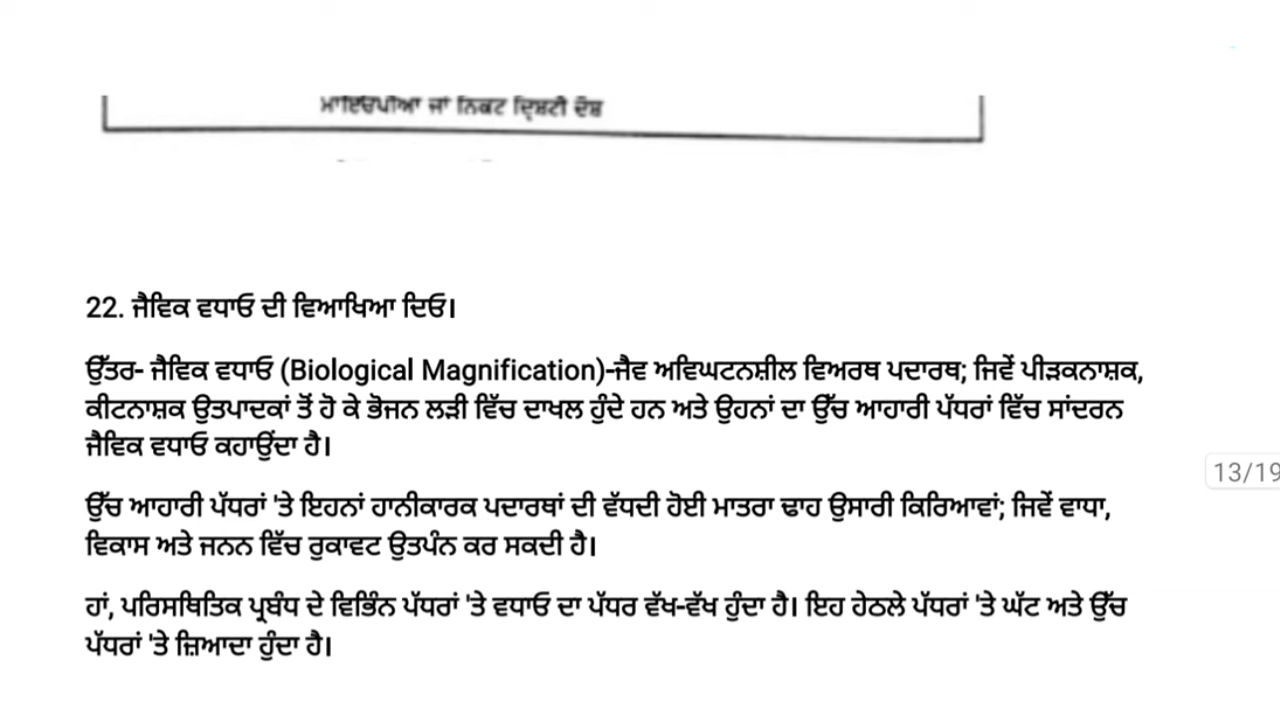 ਮਾਇਓਪੀਆ ਜਾਂ ਨਿਕਟ ਦ੍ਰਿਸ਼ਟੀ ਦੋਸ਼
22. ਜੈਵਿਕ ਵਧਾਓ ਦੀ ਵਿਆਖਿਆ ਦਿਓ।
ਉੱਤਰ- ਜੈਵਿਕ ਵਧਾਓ (Biological Magnification)-ਜੈਵ ਅਵਿਘਟਨਸ਼ੀਲ ਵਿਅਰਥ ਪਦਾਰਥ; ਜਿਵੇਂ ਪੀੜਕਨਾਸ਼ਕ,
ਕੀਟਨਾਸ਼ਕ ਉਤਪਾਦਕਾਂ ਤੋਂ ਹੋ ਕੇ ਭੋਜਨ ਲੜੀ ਵਿੱਚ ਦਾਖਲ ਹੁੰਦੇ ਹਨ ਅਤੇ ਉਹਨਾਂ ਦਾ ਉੱਚ ਆਹਾਰੀ ਪੱਧਰਾਂ ਵਿੱਚ ਸਾਂਦਰਨ
ਜੈਵਿਕ ਵਧਾਓ ਕਹਾਉਂਦਾ ਹੈ।
13/19
ਉੱਚ ਆਹਾਰੀ ਪੱਧਰਾਂ 'ਤੇ ਇਹਨਾਂ ਹਾਨੀਕਾਰਕ ਪਦਾਰਥਾਂ ਦੀ ਵੱਧਦੀ ਹੋਈ ਮਾਤਰਾ ਢਾਹ ਉਸਾਰੀ ਕਿਰਿਆਵਾਂ; ਜਿਵੇਂ ਵਾਧਾ,
ਵਿਕਾਸ ਅਤੇ ਜਨਨ ਵਿੱਚ ਰੁਕਾਵਟ ਉਤਪੰਨ ਕਰ ਸਕਦੀ ਹੈ।
ਹਾਂ, ਪਰਿਸਥਿਤਿਕ ਪ੍ਰਬੰਧ ਦੇ ਵਿਭਿੰਨ ਪੱਧਰਾਂ 'ਤੇ ਵਧਾਓ ਦਾ ਪੱਧਰ ਵੱਖ-ਵੱਖ ਹੁੰਦਾ ਹੈ। ਇਹ ਹੇਠਲੇ ਪੱਧਰਾਂ 'ਤੇ ਘੱਟ ਅਤੇ ਉੱਚ
ਪੱਧਰਾਂ 'ਤੇ ਜ਼ਿਆਦਾ ਹੁੰਦਾ ਹੈ।